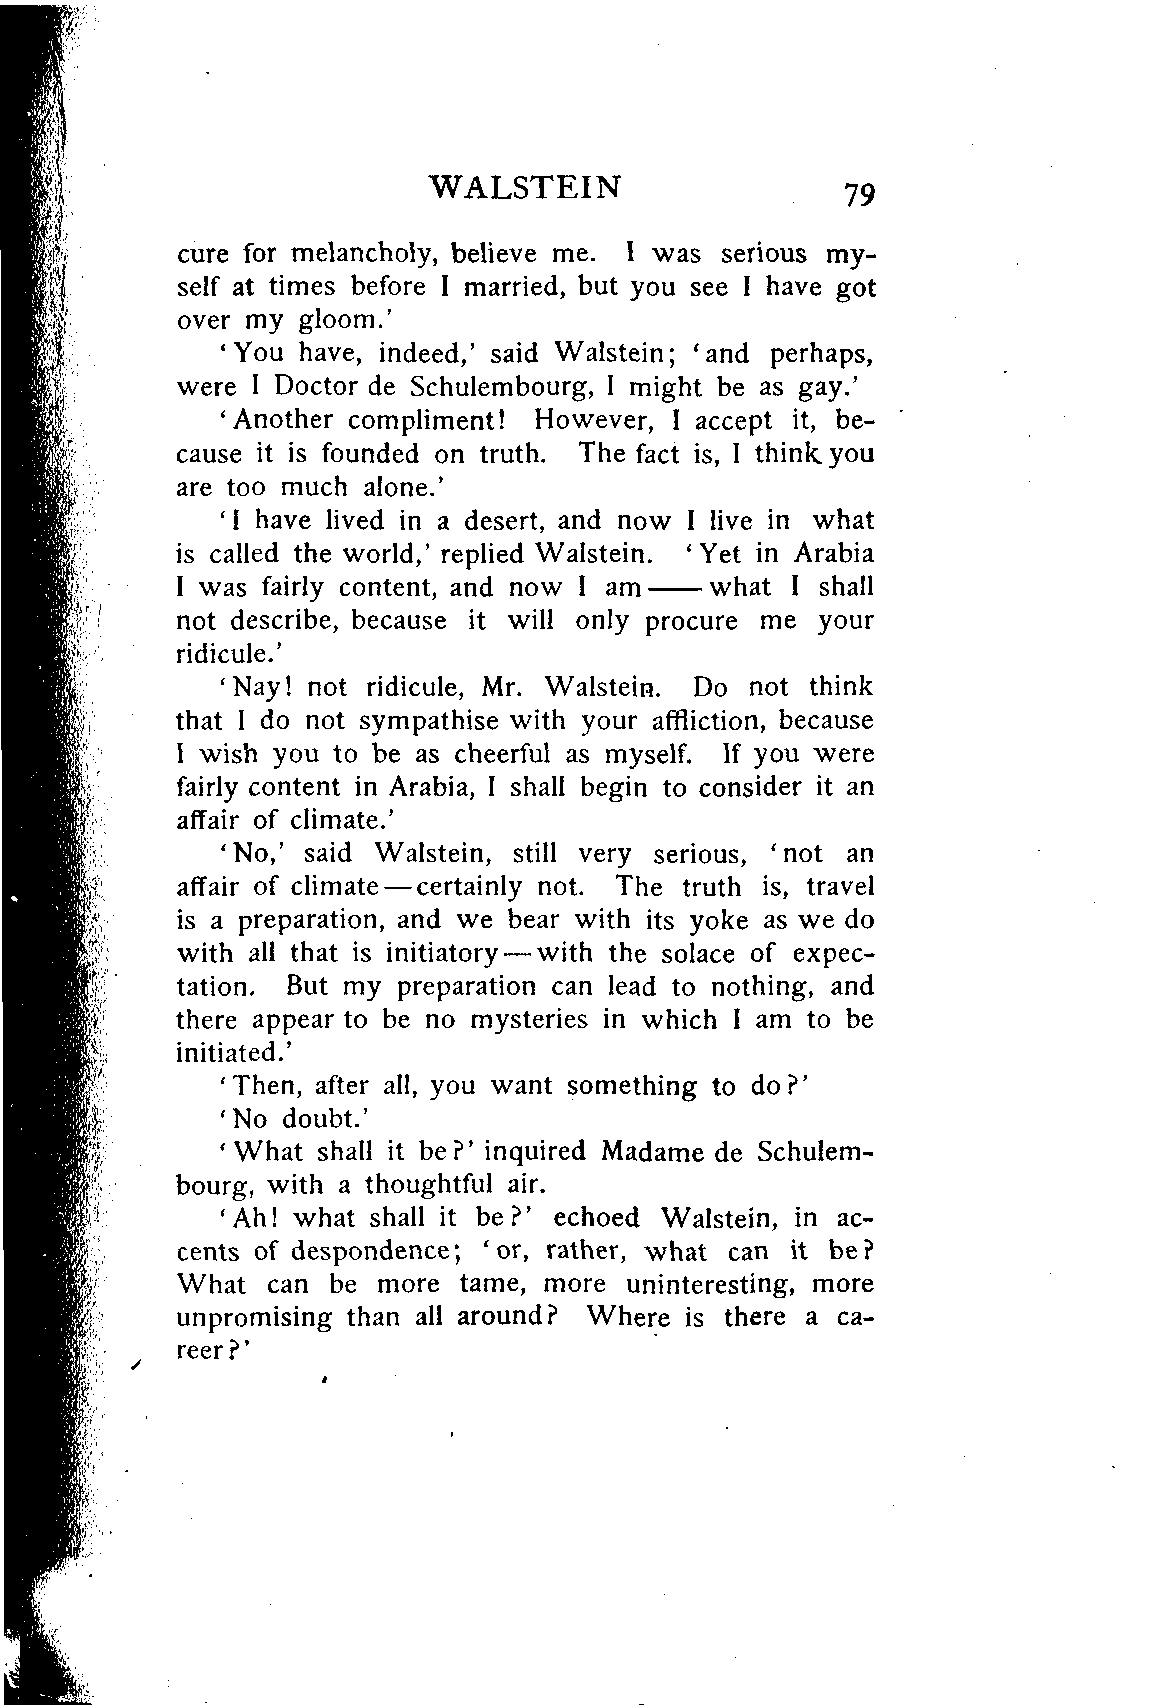 WALSTEIN 79
cure for melancholy, believe me. I was serious my-
self at times before I married, but you see I have got
over my gloom.'
'You have, indeed,' said Walstein; 'and perhaps,
were I Doctor de Schulembourg, I might be as gay.'
'Another compliment! However, I accept it, be-
cause it is founded on truth. The fact is, I think you
are too much alone.'
'I have lived in a desert, and now I live in what
is called the world,' replied Walstein. 'Yet in Arabia
I was fairly content, and now I am —— what I shall
not describe, because it will only procure me your
ridicule.'
'Nay! not ridicule, Mr. Walstein. Do not think
that I do not sympathise with your affliction, because
I wish you to be as cheerful as myself. If you were
fairly content in Arabia, I shall begin to consider it an
affair of climate.'
'No,' said Walstein, still very serious, 'not an
affair of climate—certainly not. The truth is, travel
is a preparation, and we bear with its yoke as we do
with all that is initiatory—with the solace of expec-
tation. But my preparation can lead to nothing, and
there appear to be no mysteries in which I am to be
initiated.'
'Then, after all, you want something to do?'
'No doubt.'
'What shall it be?' inquired Madame de Schulem-
bourg, with a thoughtful air.
'Ah! what shall it be?' echoed Walstein, in ac-
cents of despondence; 'or, rather, what can it be?
What can be more tame, more uninteresting, more
unpromising than all around? Where is there a ca-
reer?'